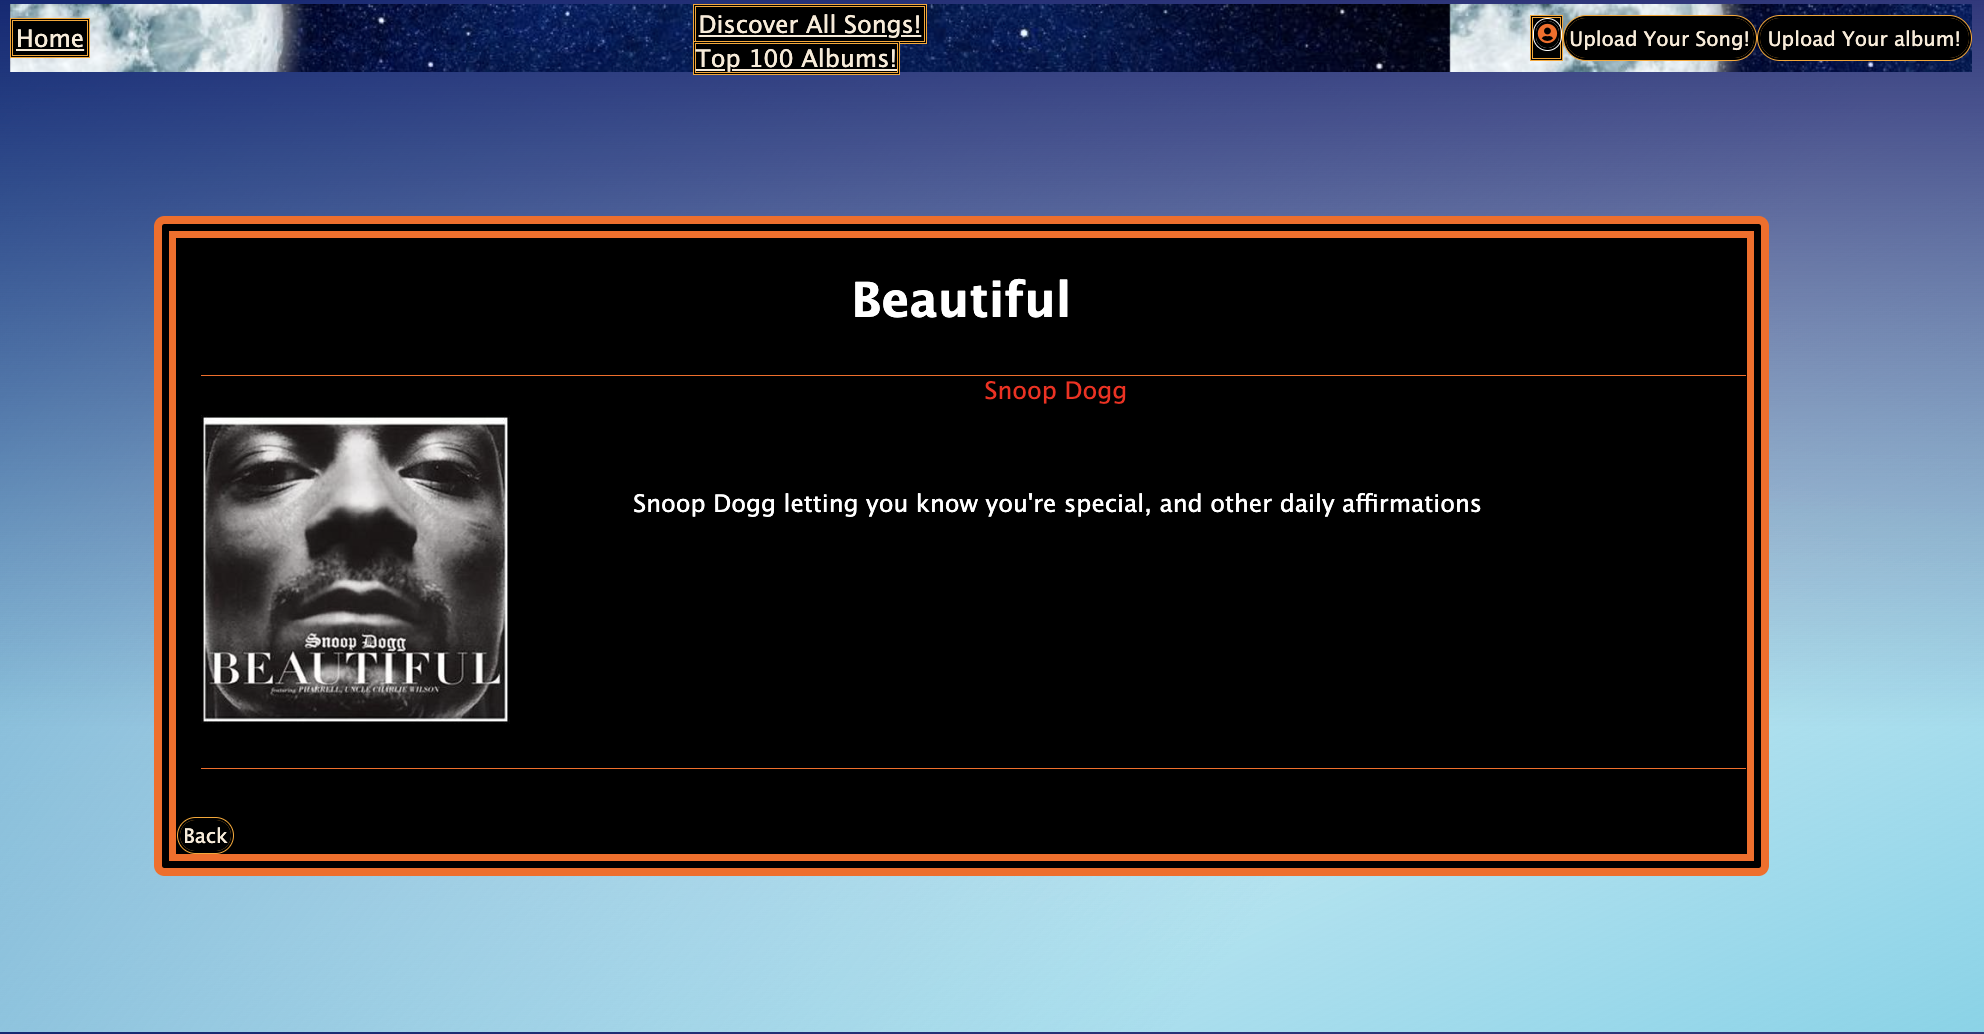 Home
Discover All Songs!
Top 100 Albums!
Upload Your Song!
Upload Your album!
Beautiful
Snoop Dogg
Snoop Dogg letting you know you're special, and other daily affirmations
Snoop Dogg
BEAUTIFUL
featuring PHARRELL, UNCLE CHARLIE WILSON
Back